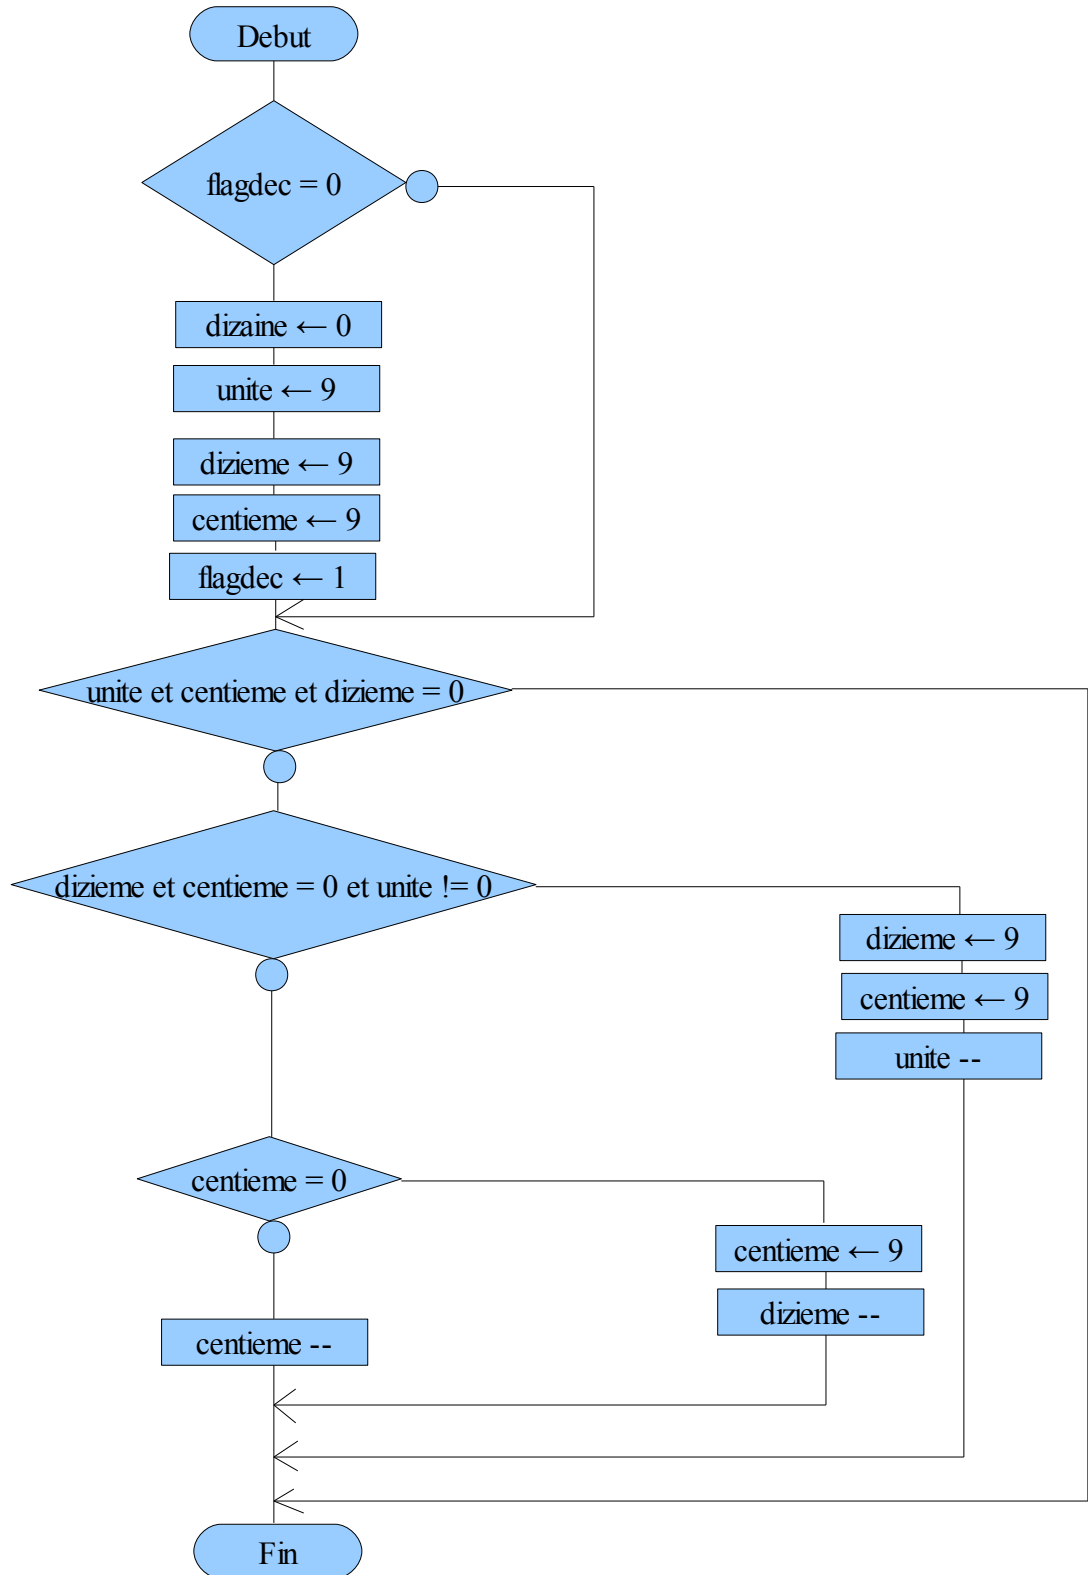 Debut
flagdec = 0
dizaine ← 0
unite ← 9
dizieme ← 9
centieme ← 9
flagdec ← 1
unite et centieme et dizieme = 0
dizieme et centieme = 0 et unite != 0
dizieme ← 9
centieme ← 9
unite --
centieme = 0
centieme ← 9
dizieme --
centieme --
Fin